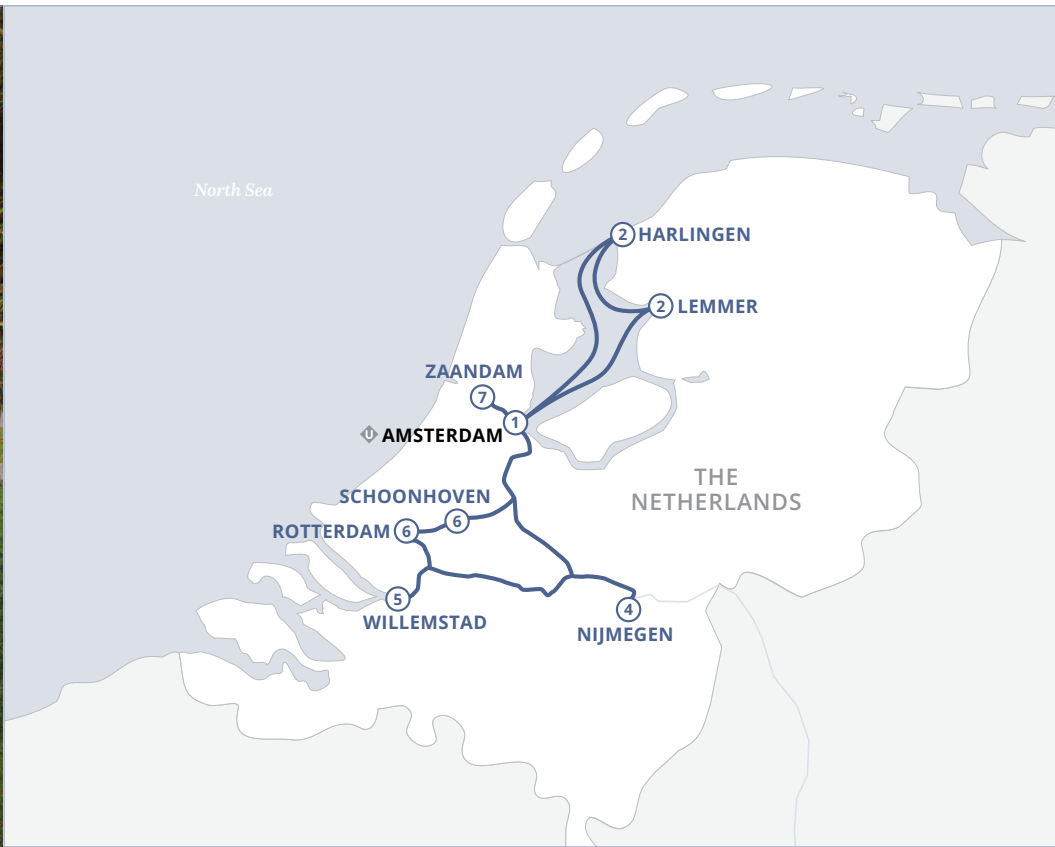 North Sea
2 HARLINGEN
2 LEMMER
ZAANDAM
7
1
U AMSTERDAM
THE
NETHERLANDS
SCHOONHOVEN
6
ROTTERDAM 6
5
WILLEMSTAD
4
NIJMEGEN